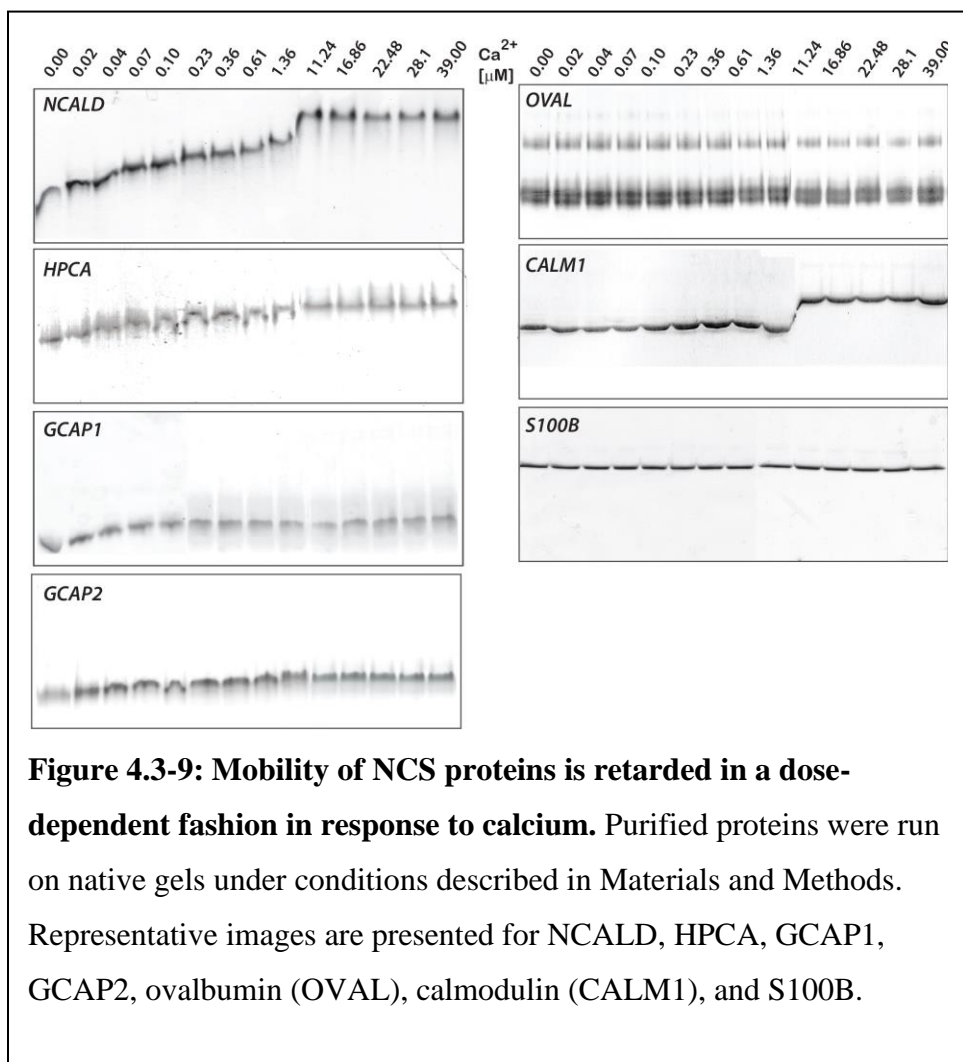 0.00 0.02 0.04 0.07 0.10 0.23 0.36 0.61 1.36 11.24 16.86 22.48 28.1 39.00
Ca2+
[µM]
0.00 0.02 0.04 0.07 0.10 0.23 0.36 0.61 1.36 11.24 16.86 22.48 28.1 39.00
NCALD
HPCA
GCAP1
GCAP2
OVAL
CALM1
S100B
Figure 4.3-9: Mobility of NCS proteins is retarded in a dose-
dependent fashion in response to calcium. Purified proteins were run
on native gels under conditions described in Materials and Methods.
Representative images are presented for NCALD, HPCA, GCAP1,
GCAP2, ovalbumin (OVAL), calmodulin (CALM1), and S100B.